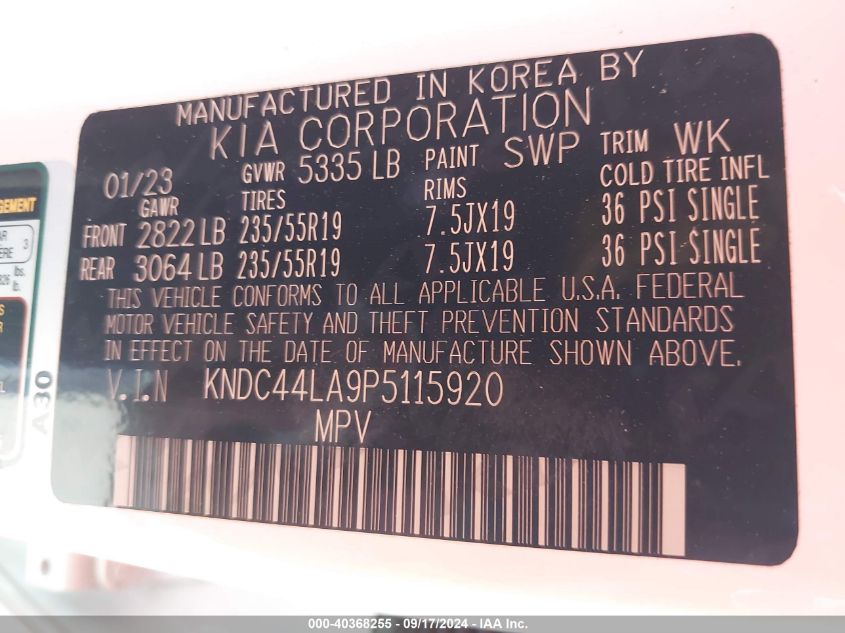 MANUFACTURED IN KOREA BY
KIA CORPORATION
01/23 GVWR 5335 LB PAINT SWP TRIM WK
GAWR TIRES RIMS COLD TIRE INFL
FRONT 2822 LB 235/55R19 7.5JX19 36 PSI SINGLE
REAR 3064 LB 235/55R19 7.5JX19 36 PSI SINGLE
THIS VEHICLE CONFORMS TO ALL APPLICABLE U.S.A. FEDERAL
MOTOR VEHICLE SAFETY AND THEFT PREVENTION STANDARDS
IN EFFECT ON THE DATE OF MANUFACTURE SHOWN ABOVE.
V.I.N KNDC44LA9P5115920
MPV
A30
000-40368255 - 09/17/2024 - IAA Inc.